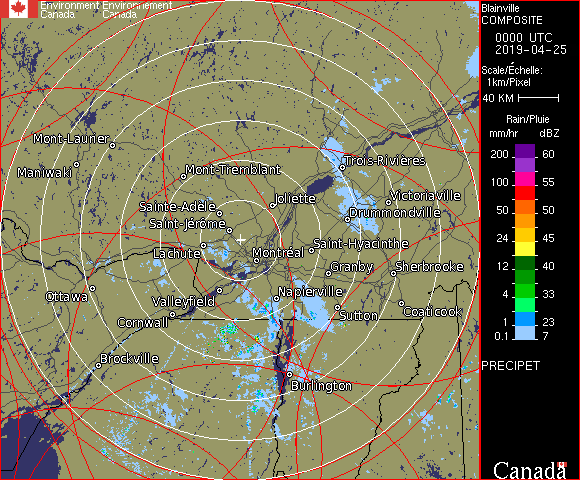 Environment Environnement
Canada Canada
Blainville
COMPOSITE
0000 UTC
2019-04-25
Scale/Échelle:
1km/Pixel
40 KM
Rain/Pluie
mm/hr dBZ
200 60
150 57
100 55
50 50
24 45
12 40
4 33
1 23
0.1 7
PRECIPET
Canada
Mont-Laurier
Maniwaki
Mont-Tremblant
Trois-Rivières
Joliette
Victoriaville
Sainte-Adèle
Drummondville
Saint-Jérôme
Saint-Hyacinthe
Lachute
Montréal
Granby
Sherbrooke
Ottawa
Valleyfield
Napierville
Cornwall
Sutton
Coaticook
Brockville
Burlington